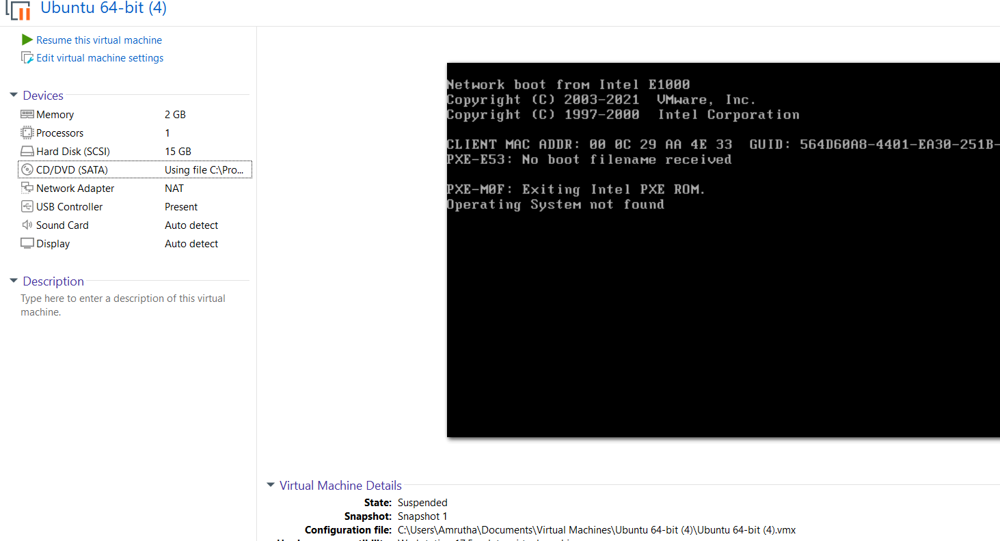 Ubuntu 64-bit (4)
Resume this virtual machine
Edit virtual machine settings
Devices
Memory 2 GB
Processors 1
Hard Disk (SCSI) 15 GB
CD/DVD (SATA) Using file C:\Pro...
Network Adapter NAT
USB Controller Present
Sound Card Auto detect
Display Auto detect
Description
Type here to enter a description of this virtual
machine.
Network boot from Intel E1000
Copyright (C) 2003-2021 VMware, Inc.
Copyright (C) 1997-2000 Intel Corporation
CLIENT MAC ADDR: 00 0C 29 AA 4E 33 GUID: 564D60A8-4401-EA30-251B-
PXE-E53: No boot filename received
PXE-M0F: Exiting Intel PXE ROM.
Operating System not found
Virtual Machine Details
State: Suspended
Snapshot: Snapshot 1
Configuration file: C:\Users\Amrutha\Documents\Virtual Machines\Ubuntu 64-bit (4)\Ubuntu 64-bit (4).vmx